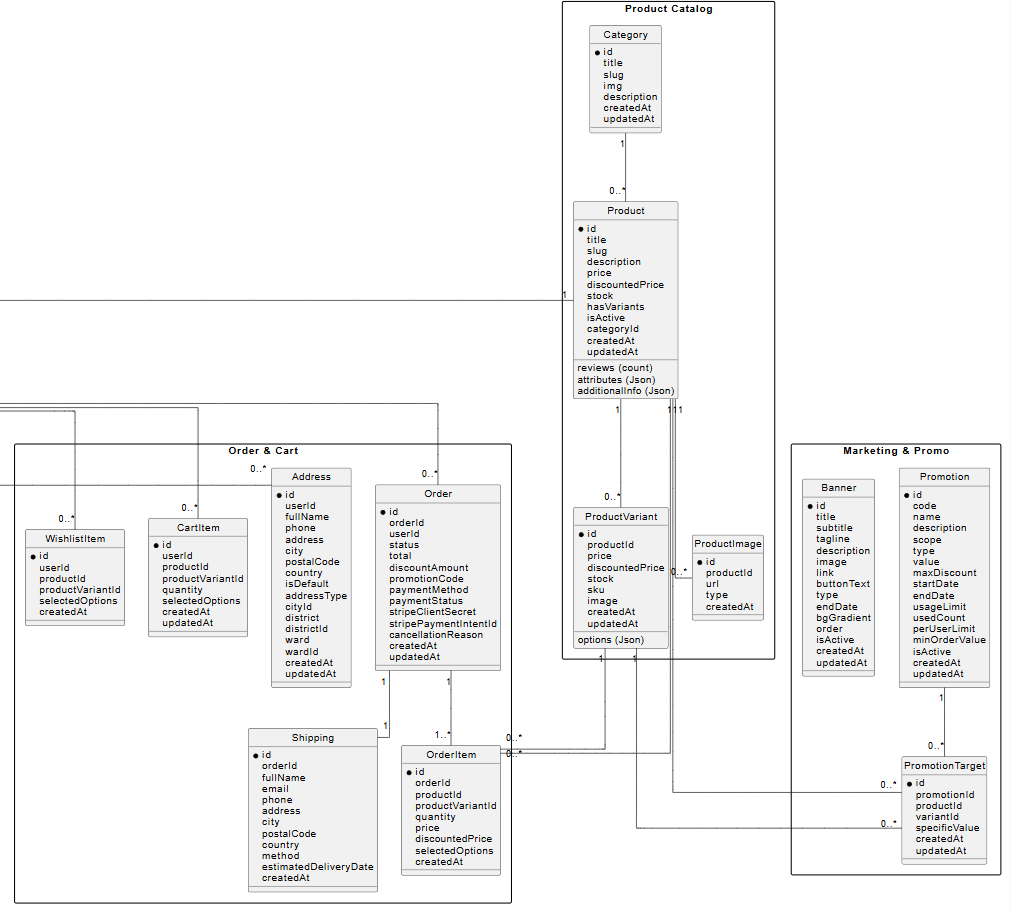 Product Catalog
Category
id
title
slug
img
description
createdAt
updatedAt
1
0..*
Product
id
title
slug
description
price
discountedPrice
stock
hasVariants
isActive
categoryId
createdAt
updatedAt
reviews (count)
attributes (Json)
additionalInfo (Json)
1
1
1
1
1
0..*
ProductVariant
id
productId
price
discountedPrice
stock
sku
image
createdAt
updatedAt
options (Json)
1
1
0..*
ProductImage
id
productId
url
type
createdAt
Order & Cart
0..*
WishlistItem
id
userId
productId
productVariantId
selectedOptions
createdAt
0..*
CartItem
id
userId
productId
productVariantId
quantity
selectedOptions
createdAt
updatedAt
0..*
Address
id
userId
fullName
phone
address
city
postalCode
country
isDefault
addressType
cityId
district
districtId
ward
wardId
createdAt
updatedAt
0..*
Order
id
orderId
userId
status
total
discountAmount
promotionCode
paymentMethod
paymentStatus
stripeClientSecret
stripePaymentIntentId
cancellationReason
createdAt
updatedAt
1
1
1
1..*
Shipping
id
orderId
fullName
email
phone
address
city
postalCode
country
method
estimatedDeliveryDate
createdAt
OrderItem
id
orderId
productId
productVariantId
quantity
price
discountedPrice
selectedOptions
createdAt
0..*
0..*
Marketing & Promo
Banner
id
title
subtitle
tagline
description
image
link
buttonText
type
endDate
bgGradient
order
isActive
createdAt
updatedAt
Promotion
id
code
name
description
scope
type
value
maxDiscount
startDate
endDate
usageLimit
usedCount
perUserLimit
minOrderValue
isActive
createdAt
updatedAt
1
0..*
PromotionTarget
id
promotionId
productId
variantId
specificValue
createdAt
updatedAt
0..*
0..*